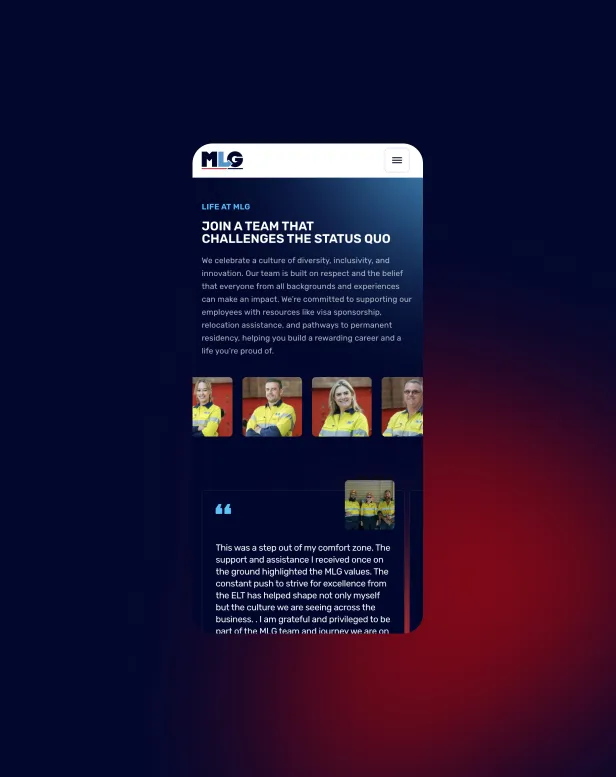 MLG
LIFE AT MLG
JOIN A TEAM THAT
CHALLENGES THE STATUS QUO
We celebrate a culture of diversity, inclusivity, and
innovation. Our team is built on respect and the belief
that everyone from all backgrounds and experiences
can make an impact. We're committed to supporting our
employees with resources like visa sponsorship,
relocation assistance, and pathways to permanent
residency, helping you build a rewarding career and a
life you're proud of.
“
This was a step out of my comfort zone. The
support and assistance I received once on
the ground highlighted the MLG values. The
constant push to strive for excellence from
the ELT has helped shape not only myself
but the culture we are seeing across the
business. . I am grateful and privileged to be
part of the MLG team and journey we are on